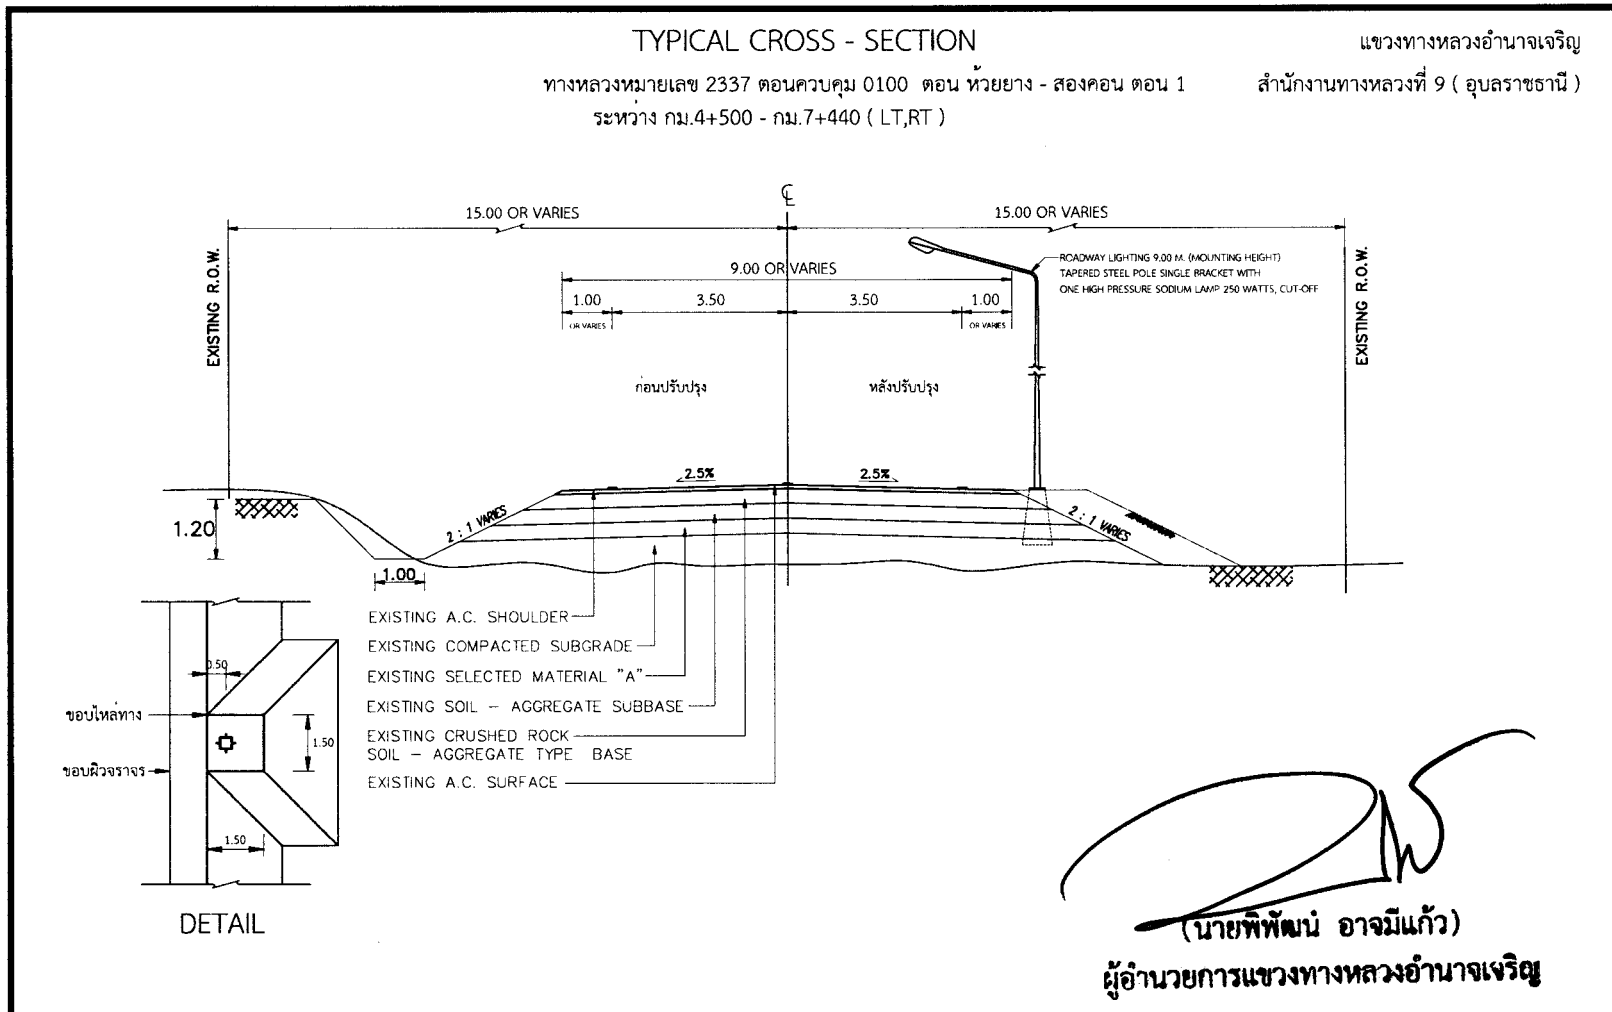 TYPICAL CROSS - SECTION
แขวงทางหลวงอำนาจเจริญ
ทางหลวงหมายเลข 2337 ตอนควบคุม 0100 ตอน ห้วยยาง - สองคอน ตอน 1
สำนักงานทางหลวงที่ 9 ( อุบลราชธานี )
ระหว่าง กม.4+500 - กม.7+440 ( LT,RT )
℄
15.00 OR VARIES
15.00 OR VARIES
EXISTING R.O.W.
EXISTING R.O.W.
ROADWAY LIGHTING 9.00 M. (MOUNTING HEIGHT)
TAPERED STEEL POLE SINGLE BRACKET WITH
ONE HIGH PRESSURE SODIUM LAMP 250 WATTS, CUT-OFF
9.00 OR VARIES
1.00
3.50
3.50
1.00
OR VARIES
OR VARIES
ก่อนปรับปรุง
หลังปรับปรุง
2.5%
2.5%
2 : 1 VARIES
2 : 1 VARIES
1.20
1.00
EXISTING A.C. SHOULDER
EXISTING COMPACTED SUBGRADE
EXISTING SELECTED MATERIAL "A"
EXISTING SOIL - AGGREGATE SUBBASE
EXISTING CRUSHED ROCK
SOIL - AGGREGATE TYPE BASE
EXISTING A.C. SURFACE
0.50
ขอบไหล่ทาง
1.50
ขอบผิวจราจร
1.50
DETAIL
(นายพิพัฒน์ อาจมีแก้ว)
ผู้อำนวยการแขวงทางหลวงอำนาจเจริญ